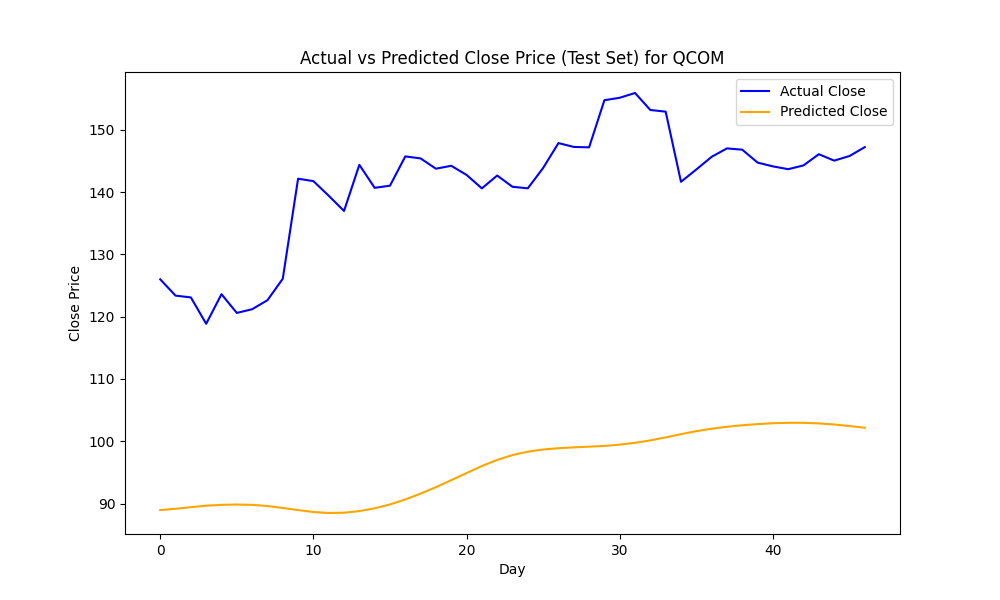 Actual vs Predicted Close Price (Test Set) for QCOM
Actual Close
Predicted Close
150
140
130
120
110
100
90
Close Price
0 10 20 30 40
Day